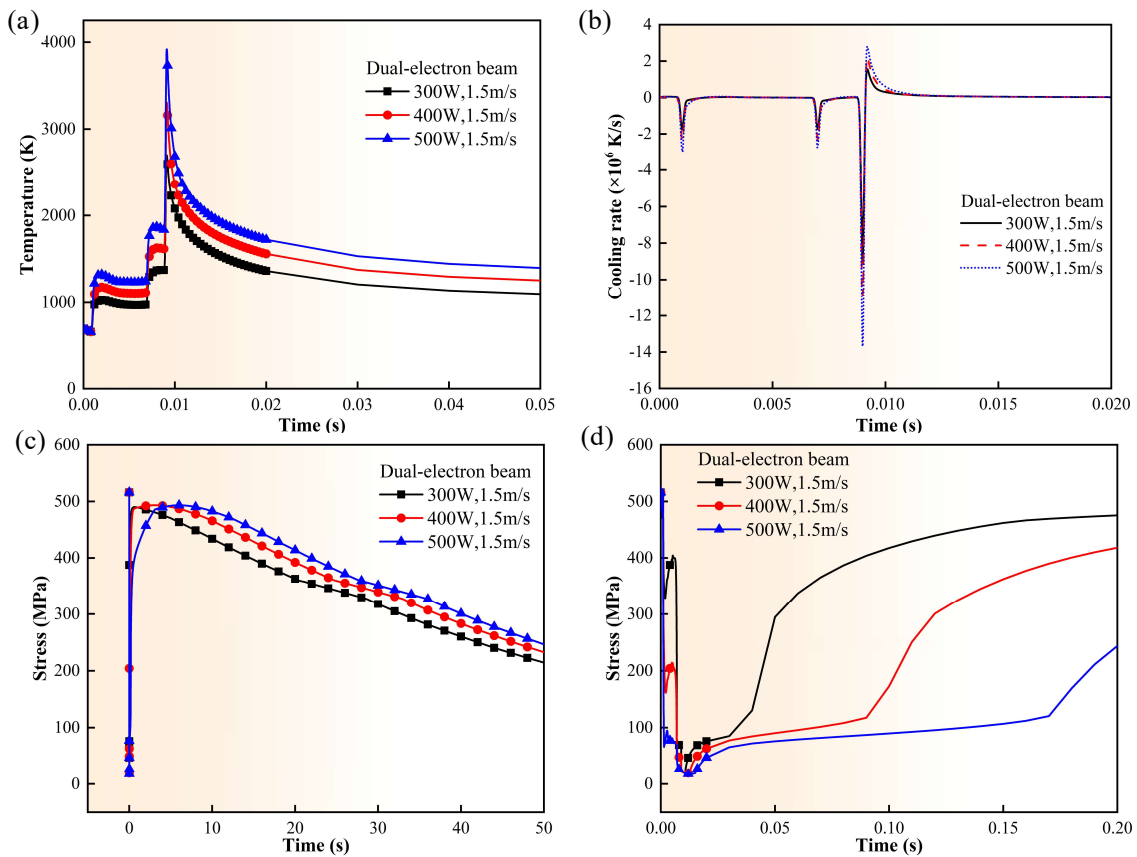 (a)
4000
3000
2000
1000
0
Temperature (K)
0.00 0.01 0.02 0.03 0.04 0.05
Time (s)
Dual-electron beam
300W,1.5m/s
400W,1.5m/s
500W,1.5m/s
(b)
4
2
0
-2
-4
-6
-8
-10
-12
-14
-16
Cooling rate (×10⁶ K/s)
0.000 0.005 0.010 0.015 0.020
Time (s)
Dual-electron beam
300W,1.5m/s
400W,1.5m/s
500W,1.5m/s
(c)
600
500
400
300
200
100
0
Stress (MPa)
0 10 20 30 40 50
Time (s)
Dual-electron beam
300W,1.5m/s
400W,1.5m/s
500W,1.5m/s
(d)
600
500
400
300
200
100
0
Stress (MPa)
0.00 0.05 0.10 0.15 0.20
Time (s)
Dual-electron beam
300W,1.5m/s
400W,1.5m/s
500W,1.5m/s